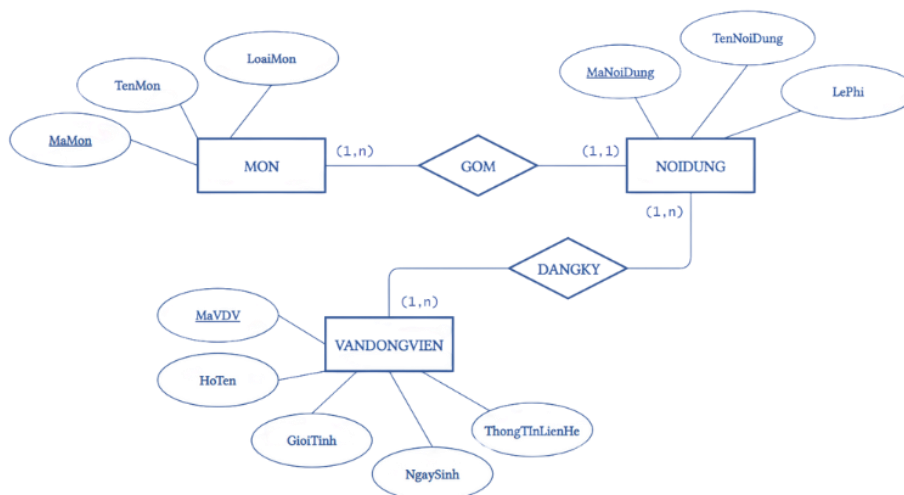 LoaiMon
TenMon
MaMon
MON
(1,n)
GOM
(1,1)
NOIDUNG
MaNoiDung
TenNoiDung
LePhi
(1,n)
DANGKY
(1,n)
VANDONGVIEN
MaVDV
HoTen
GioiTinh
NgaySinh
ThongTInLienHe